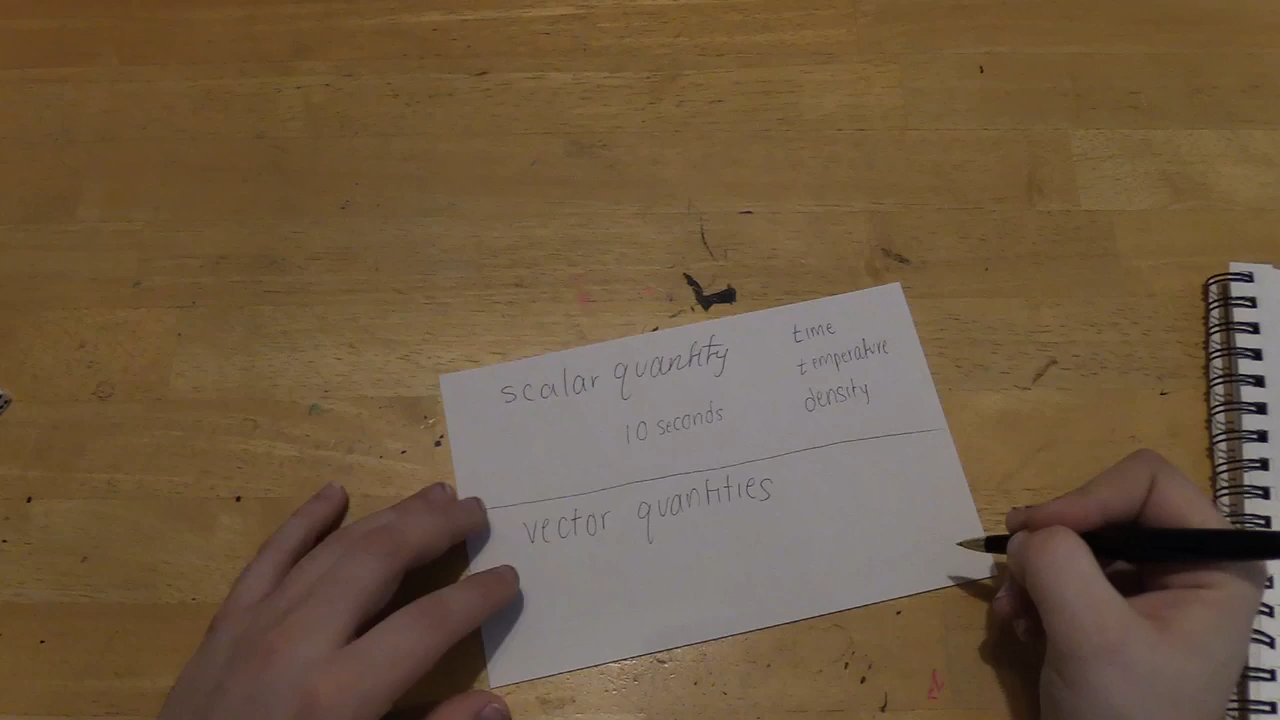 scalar quantity
10 seconds
time
temperature
density
vector quantities